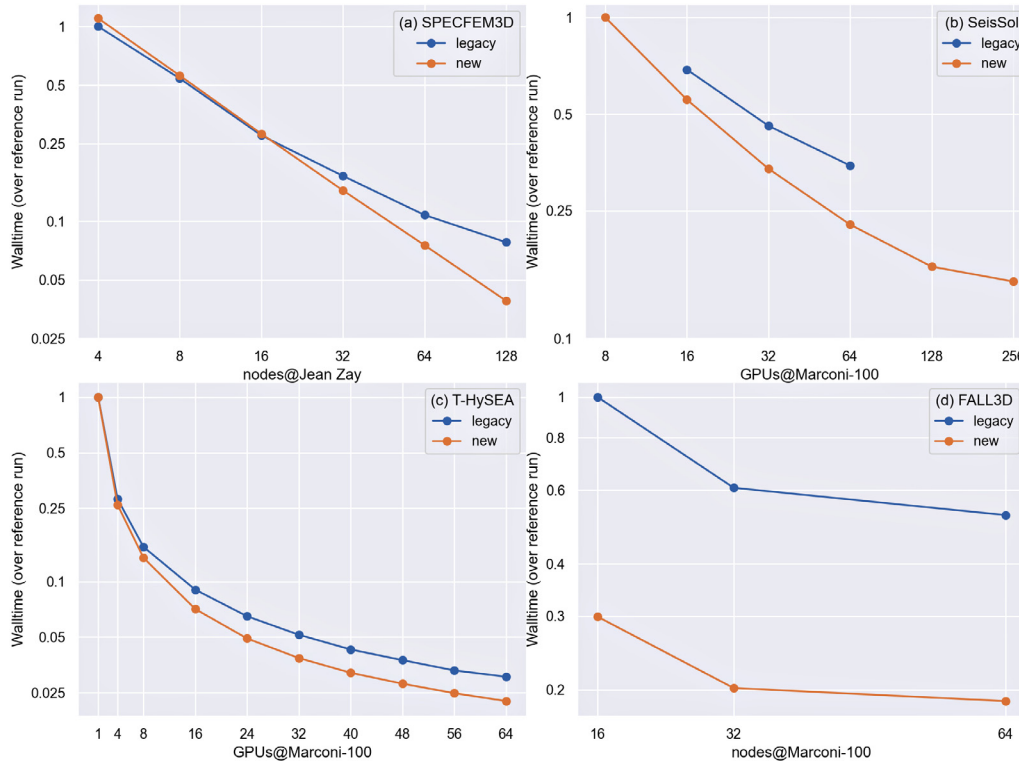 (a) SPECFEM3D
legacy
new
1
0.5
0.25
0.1
0.05
0.025
Walltime (over reference run)
4 8 16 32 64 128
nodes@Jean Zay
(b) SeisSol
legacy
new
1
0.5
0.25
0.1
Walltime (over reference run)
8 16 32 64 128 256
GPUs@Marconi-100
(c) T-HySEA
legacy
new
1
0.5
0.25
0.1
0.05
0.025
Walltime (over reference run)
1 4 8 16 24 32 40 48 56 64
GPUs@Marconi-100
(d) FALL3D
legacy
new
1
0.8
0.6
0.4
0.3
0.2
Walltime (over reference run)
16 32 64
nodes@Marconi-100